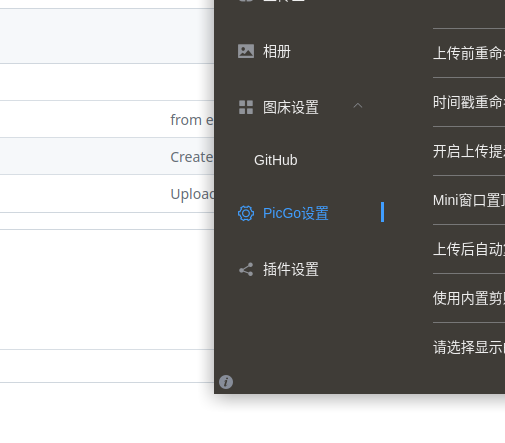 相册
图床设置
GitHub
PicGo设置
插件设置
上传前重命
时间戳重命
开启上传提
Mini窗口置
上传后自动
使用内置剪
请选择显示
from e
Create
Upload